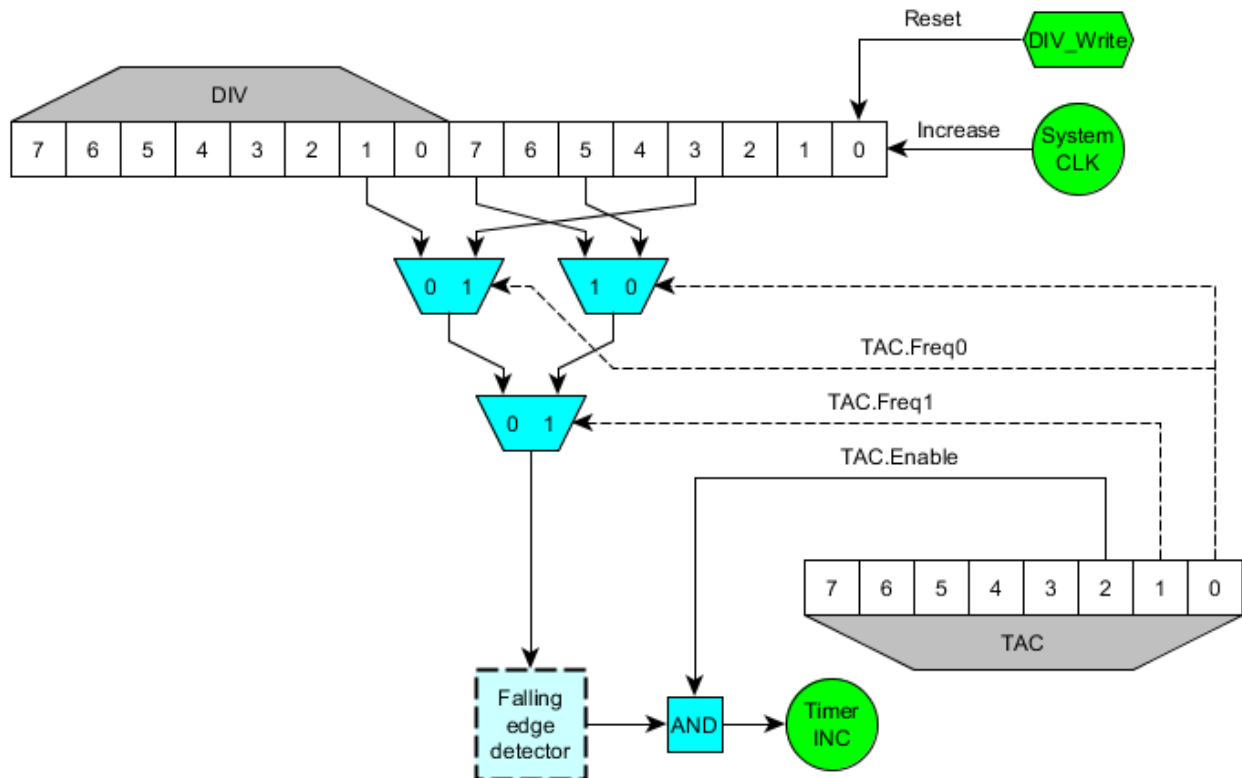 Reset
DIV_Write
DIV
7 6 5 4 3 2 1 0 7 6 5 4 3 2 1 0
Increase
System
CLK
0 1
1 0
TAC.Freq0
TAC.Freq1
0 1
TAC.Enable
7 6 5 4 3 2 1 0
TAC
Falling
edge
detector
AND
Timer
INC